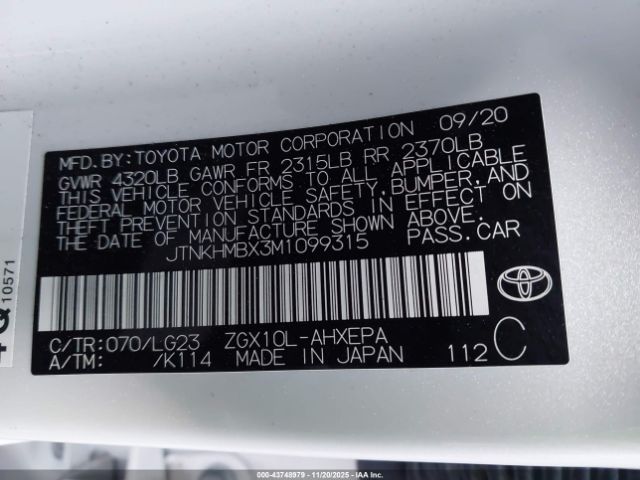 MFD. BY: TOYOTA MOTOR CORPORATION 09/20
GVWR 4320LB GAWR FR 2315LB RR 2370LB
THIS VEHICLE CONFORMS TO ALL APPLICABLE
FEDERAL MOTOR VEHICLE SAFETY, BUMPER, AND
THEFT PREVENTION STANDARDS IN EFFECT ON
THE DATE OF MANUFACTURE SHOWN ABOVE.
JTNKHMBX3M1099315 PASS. CAR
C/TR: 070/LG23 ZGX10L-AHXEPA
A/TM: /K114 MADE IN JAPAN 112 C
TOYOTA
10571
000-43748979 - 11/20/2025 - IAA Inc.